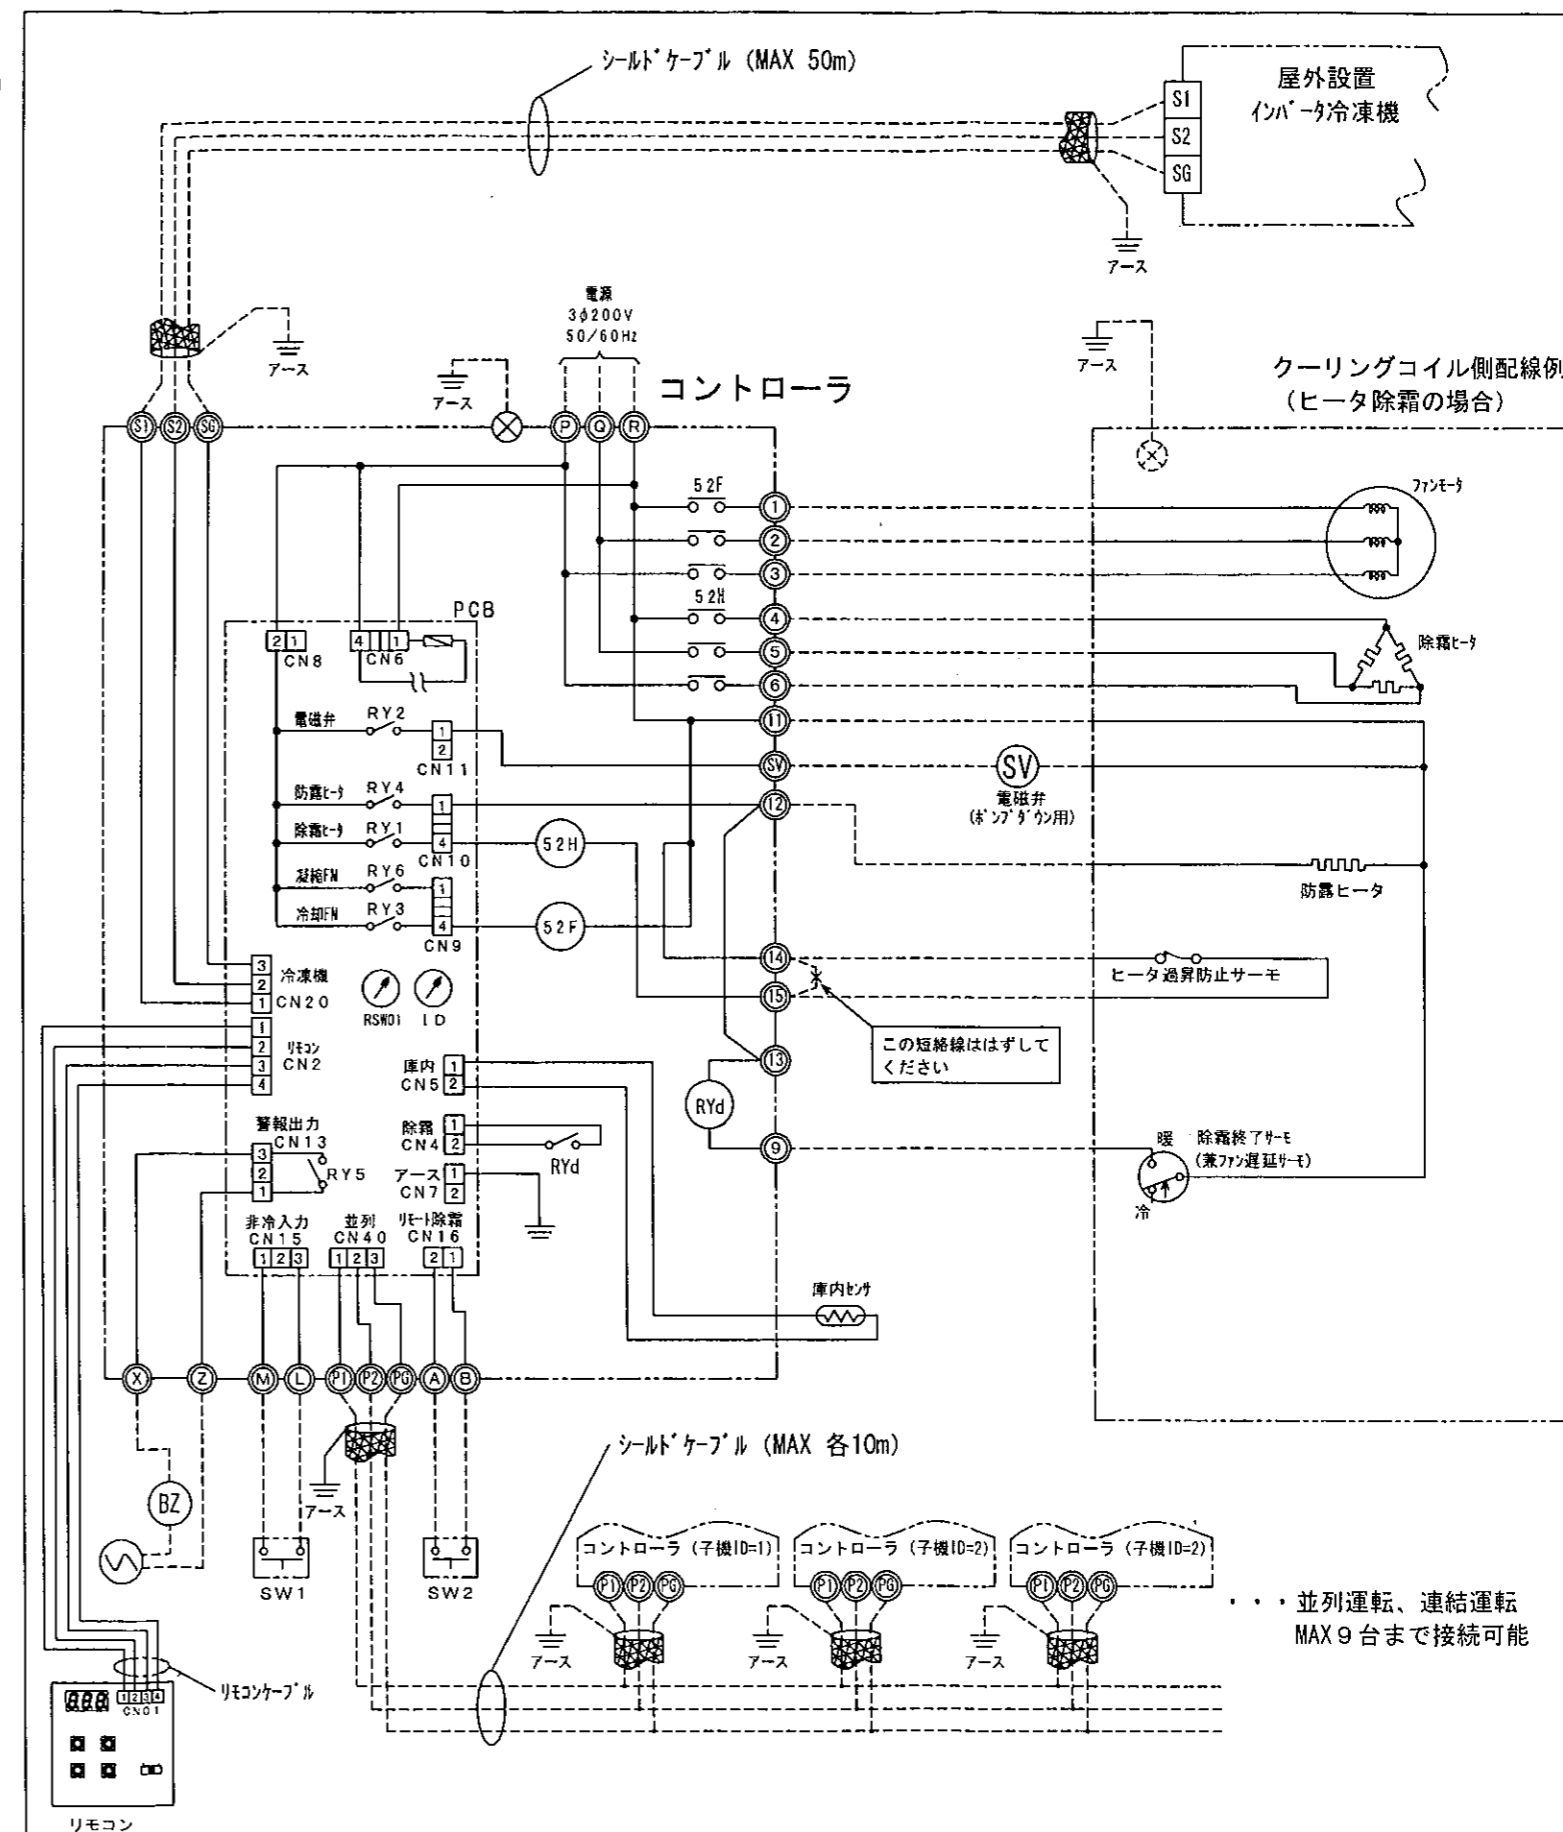 シールドケーブル (MAX 50m)
屋外設置
インバータ冷凍機
S1
S2
SG
アース
アース
電源
3φ200V
50/60Hz
アース
コントローラ
アース
クーリングコイル側配線例
(ヒータ除霜の場合)
S1 S2 SG
P Q R
52F
1
2
3
ファンモータ
52H
4
5
6
除霜ヒータ
PCB
2 1
CN8
4 1
CN6
11
電磁弁 RY2
1
2
CN11
SV
SV
電磁弁
(ポンプダウン用)
防露ヒータ RY4
1
12
除霜ヒータ RY1
4
CN10
52H
防露ヒータ
凝縮FN RY6
1
冷却FN RY3
4
CN9
52F
14
ヒータ過昇防止サーモ
15
3
2
1
冷凍機
CN20
RSW01 ID
この短絡線ははずして
ください
1
2
3
4
リモコン
CN2
庫内
CN5
1
2
13
RYd
除霜
CN4
1
2
RYd
9
暖
除霜終了サーモ
(兼ファン遅延サーモ)
冷
警報出力
CN13
3
2
1
RY5
アース
CN7
1
2
非冷入力
CN15
1 2 3
並列
CN40
1 2 3
リモート除霜
CN16
2 1
庫内センサ
X Z M L P1 P2 PG A B
シールドケーブル (MAX 各10m)
アース
BZ
SW1
SW2
コントローラ (子機ID=1)
コントローラ (子機ID=2)
コントローラ (子機ID=2)
P1 P2 PG
P1 P2 PG
P1 P2 PG
アース
アース
アース
・・・並列運転、連結運転
MAX9台まで接続可能
リモコンケーブル
8.8.8.
1 2 3 4
CN01
リモコン